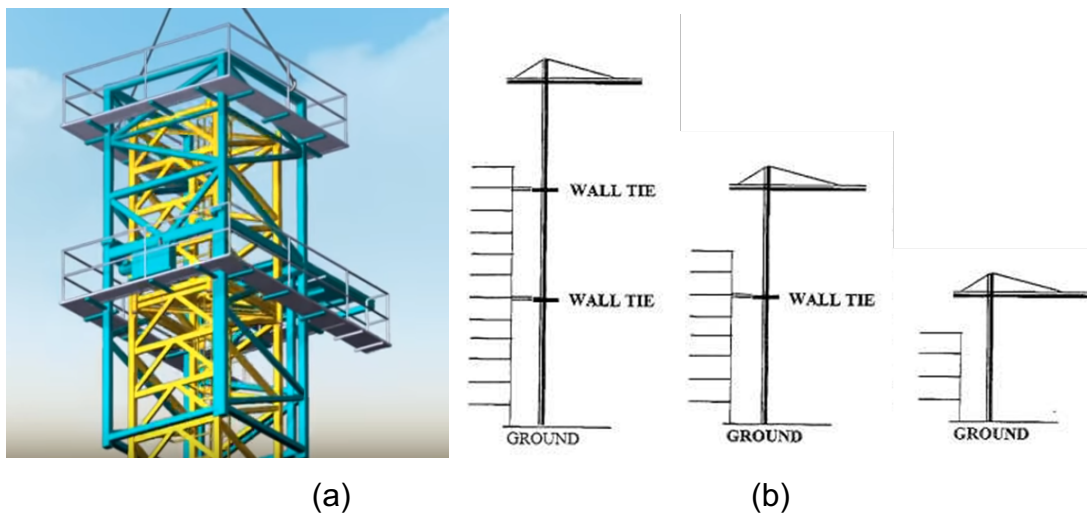 WALL TIE
WALL TIE
GROUND
WALL TIE
GROUND
GROUND
(a)
(b)